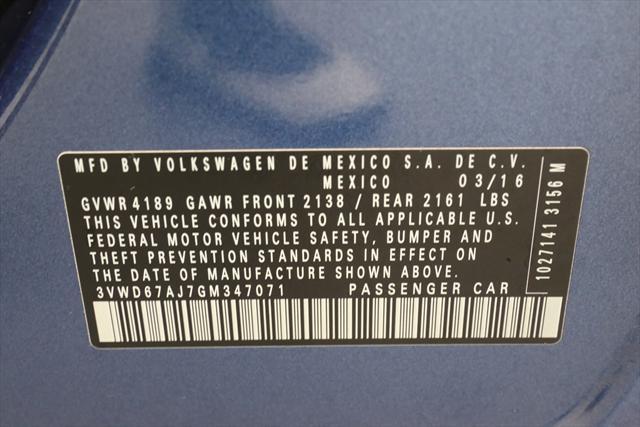 MFD BY VOLKSWAGEN DE MEXICO S.A. DE C.V.
MEXICO 03/16
GVWR 4189 GAWR FRONT 2138 / REAR 2161 LBS
THIS VEHICLE CONFORMS TO ALL APPLICABLE U.S.
FEDERAL MOTOR VEHICLE SAFETY, BUMPER AND
THEFT PREVENTION STANDARDS IN EFFECT ON
THE DATE OF MANUFACTURE SHOWN ABOVE.
3VWD67AJ7GM347071 PASSENGER CAR
1027141 3156 M